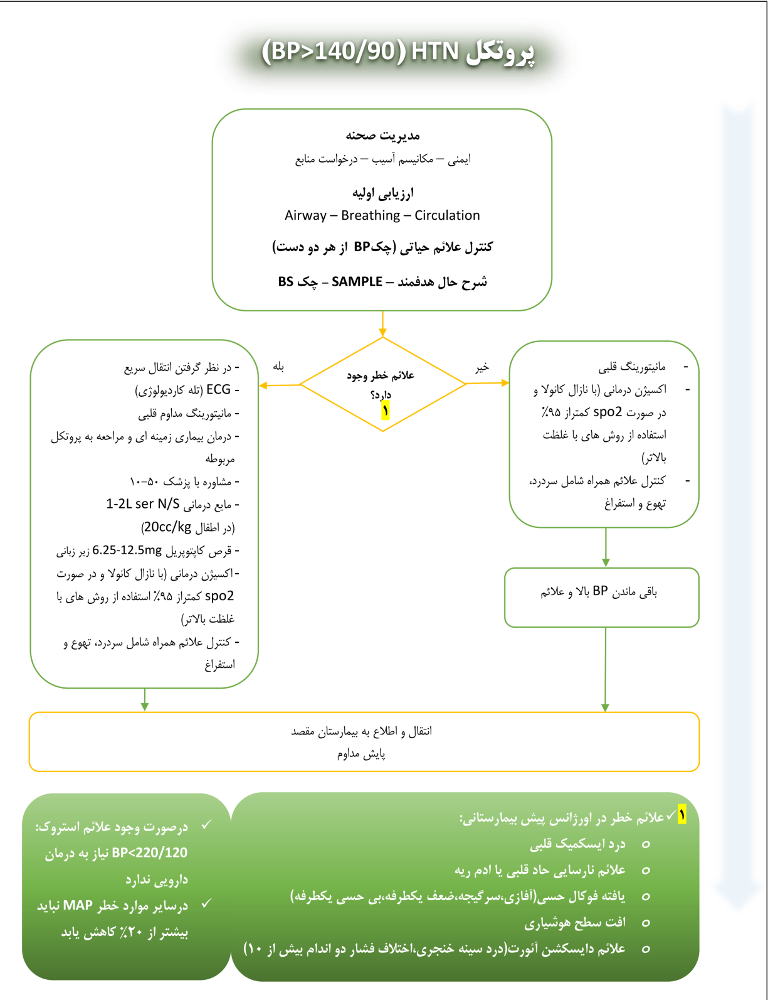 پروتکل HTN (BP>140/90)
مدیریت صحنه
ایمنی – مکانیسم آسیب – درخواست منابع
ارزیابی اولیه
Airway – Breathing – Circulation
کنترل علائم حیاتی (چکBP از هر دو دست)
شرح حال هدفمند – SAMPLE – چک BS
علائم خطر وجود
دارد؟
۱
خیر
بله
- مانیتورینگ قلبی
- اکسیژن درمانی (با نازال کانولا و
در صورت spo2 کمتراز ۹۵٪
استفاده از روش های با غلظت
بالاتر)
- کنترل علائم همراه شامل سردرد،
تهوع و استفراغ
باقی ماندن BP بالا و علائم
- در نظر گرفتن انتقال سریع
- ECG (تله کاردیولوژی)
- مانیتورینگ مداوم قلبی
- درمان بیماری زمینه ای و مراحعه به پروتکل
مربوطه
- مشاوره با پزشک ۵۰–۱۰
- مایع درمانی 1-2L ser N/S
(در اطفال 20cc/kg)
- قرص کاپتوپریل 6.25-12.5mg زیر زبانی
-اکسیژن درمانی (با نازال کانولا و در صورت
spo2 کمتراز ۹۵٪ استفاده از روش های با
غلظت بالاتر)
- کنترل علائم همراه شامل سردرد، تهوع و
استفراغ
انتقال و اطلاع به بیمارستان مقصد
پایش مداوم
۱ ✓علائم خطر در اورژانس پیش بیمارستانی:
o درد ایسکمیک قلبی
o علائم نارسایی حاد قلبی یا ادم ریه
o یافته فوکال حسی(آفازی،سرگیجه،ضعف یکطرفه،بی حسی یکطرفه)
o افت سطح هوشیاری
o علائم دایسکشن آئورت(درد سینه خنجری،اختلاف فشار دو اندام بیش از ۱۰)
✓ درصورت وجود علائم استروک:
BP<220/120 نیاز به درمان
دارویی ندارد
✓ درسایر موارد خطر MAP نباید
بیشتر از ۲۰٪ کاهش یابد